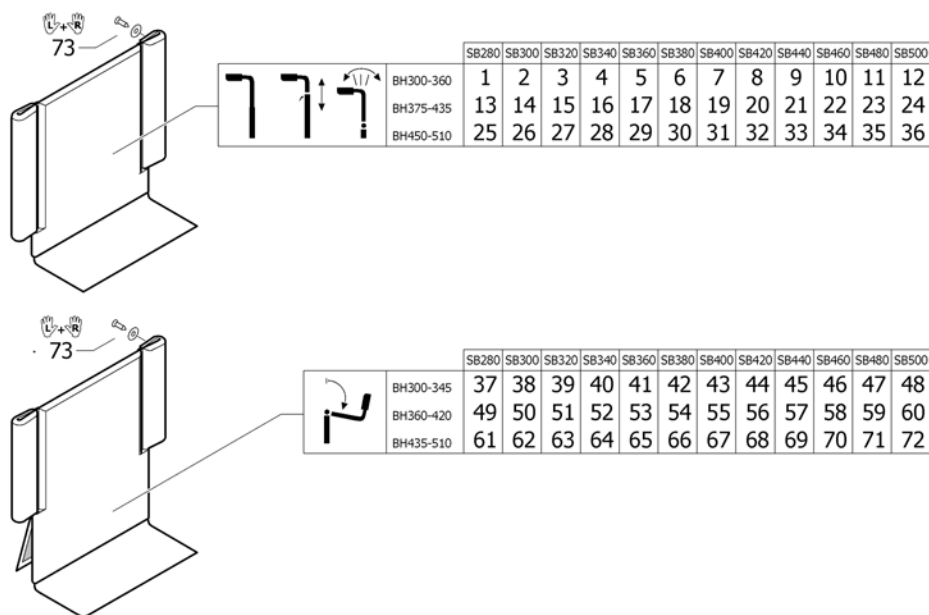 L+R
73
SB280 SB300 SB320 SB340 SB360 SB380 SB400 SB420 SB440 SB460 SB480 SB500
BH300-360 1 2 3 4 5 6 7 8 9 10 11 12
BH375-435 13 14 15 16 17 18 19 20 21 22 23 24
BH450-510 25 26 27 28 29 30 31 32 33 34 35 36
L+R
73
SB280 SB300 SB320 SB340 SB360 SB380 SB400 SB420 SB440 SB460 SB480 SB500
BH300-345 37 38 39 40 41 42 43 44 45 46 47 48
BH360-420 49 50 51 52 53 54 55 56 57 58 59 60
BH435-510 61 62 63 64 65 66 67 68 69 70 71 72